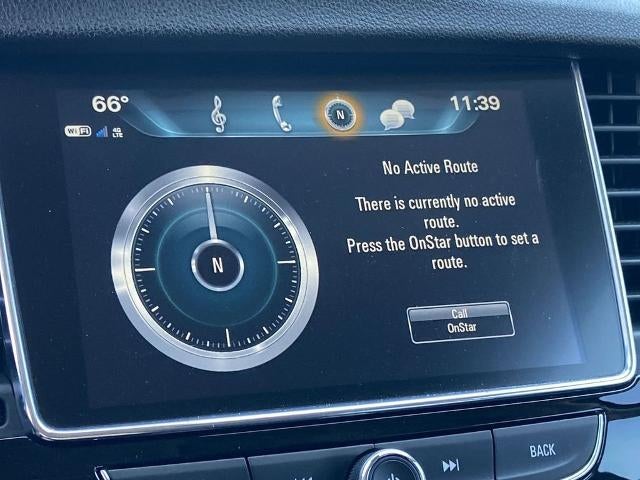 66°
N
11:39
WiFi 4G
LTE
No Active Route
There is currently no active
route.
Press the OnStar button to set a
route.
N
Call
OnStar
BACK